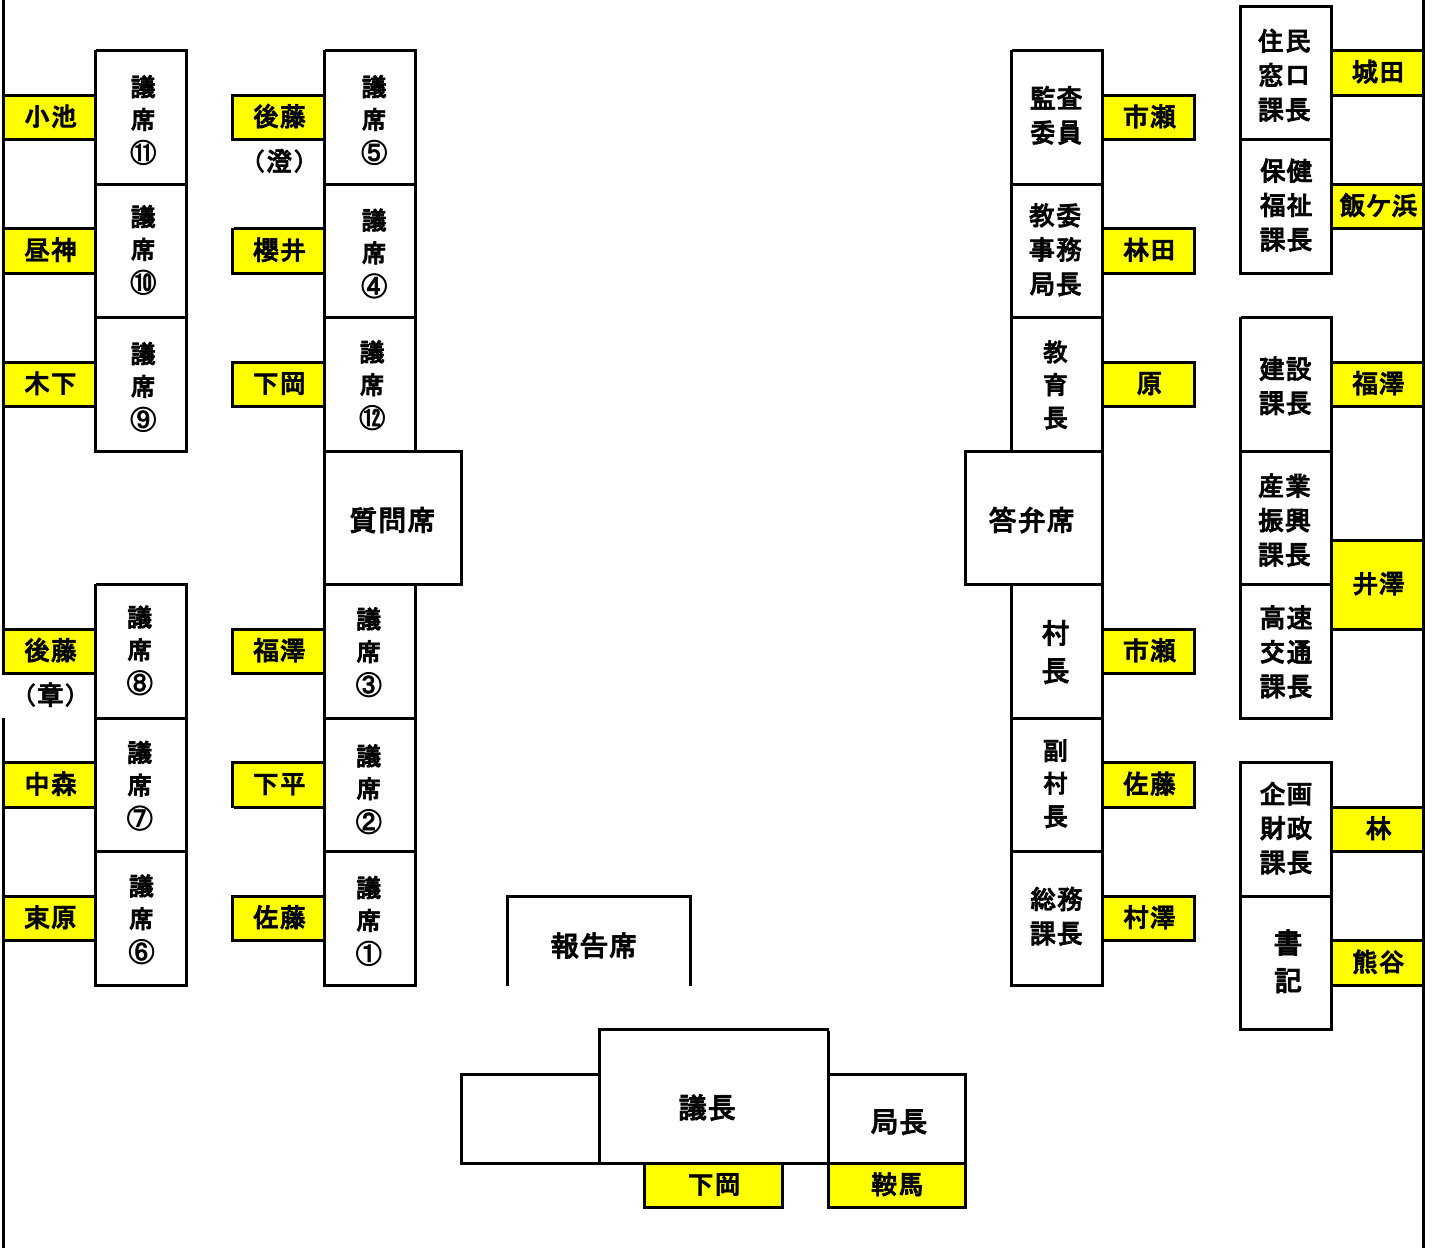 小池
議席⑪
後藤
（澄）
議席⑤
昼神
議席⑩
櫻井
議席④
木下
議席⑨
下岡
議席⑫
質問席
後藤
（章）
議席⑧
福澤
議席③
中森
議席⑦
下平
議席②
束原
議席⑥
佐藤
議席①
報告席
監査
委員
市瀬
教委
事務
局長
林田
教育長
原
答弁席
村長
市瀬
副村長
佐藤
総務
課長
村澤
住民
窓口
課長
城田
保健
福祉
課長
飯ケ浜
建設
課長
福澤
産業
振興
課長
井澤
高速
交通
課長
企画
財政
課長
林
書記
熊谷
議長
局長
下岡
鞍馬